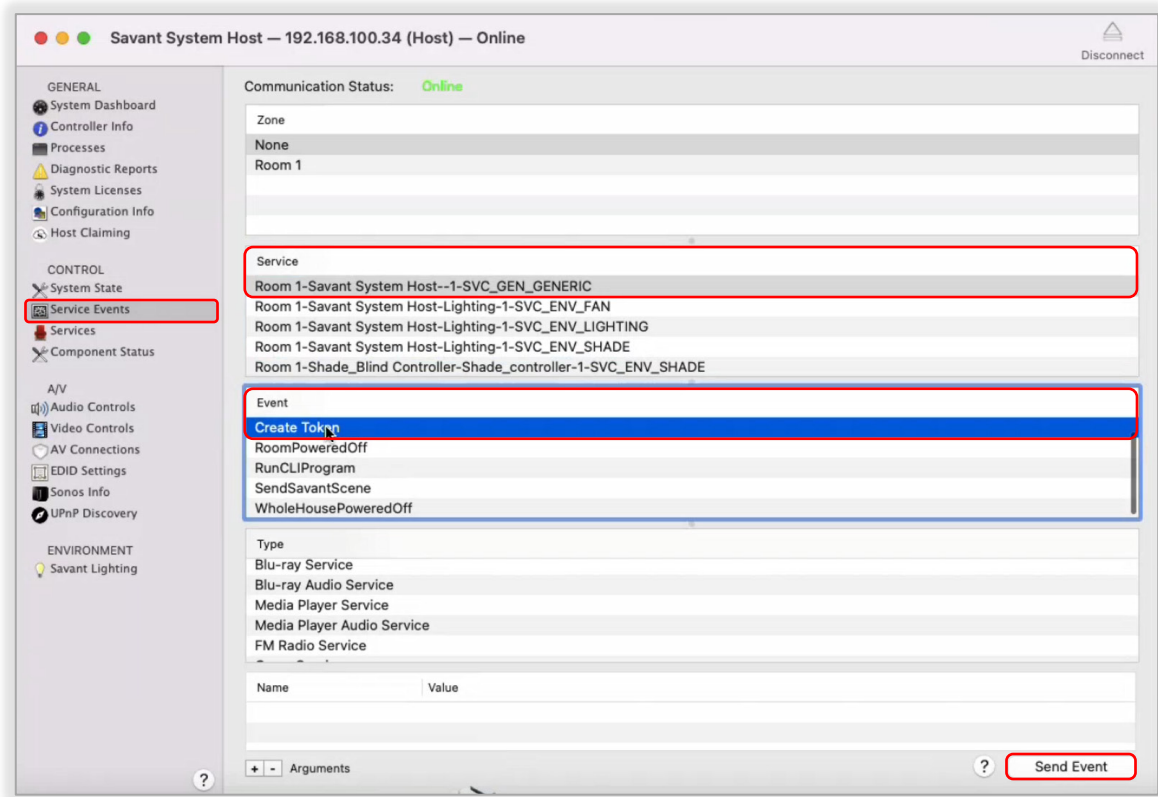 Savant System Host — 192.168.100.34 (Host) — Online
Disconnect
GENERAL
System Dashboard
Controller Info
Processes
Diagnostic Reports
System Licenses
Configuration Info
Host Claiming
CONTROL
System State
Service Events
Services
Component Status
A/V
Audio Controls
Video Controls
AV Connections
EDID Settings
Sonos Info
UPnP Discovery
ENVIRONMENT
Savant Lighting
?
Communication Status: Online
Zone
None
Room 1
Service
Room 1-Savant System Host--1-SVC_GEN_GENERIC
Room 1-Savant System Host-Lighting-1-SVC_ENV_FAN
Room 1-Savant System Host-Lighting-1-SVC_ENV_LIGHTING
Room 1-Savant System Host-Lighting-1-SVC_ENV_SHADE
Room 1-Shade_Blind Controller-Shade_controller-1-SVC_ENV_SHADE
Event
Create Token
RoomPoweredOff
RunCLIProgram
SendSavantScene
WholeHousePoweredOff
Type
Blu-ray Service
Blu-ray Audio Service
Media Player Service
Media Player Audio Service
FM Radio Service
Name Value
+ - Arguments
? Send Event